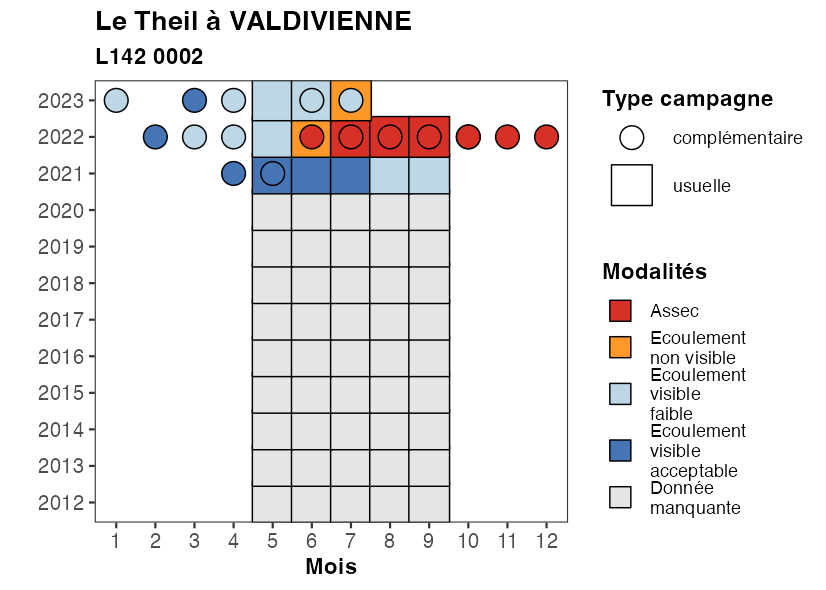 Le Theil à VALDIVIENNE
L142 0002
2023
2022
2021
2020
2019
2018
2017
2016
2015
2014
2013
2012
1 2 3 4 5 6 7 8 9 10 11 12
Mois
Type campagne
complémentaire
usuelle
Modalités
Assec
Ecoulement
non visible
Ecoulement
visible
faible
Ecoulement
visible
acceptable
Donnée
manquante